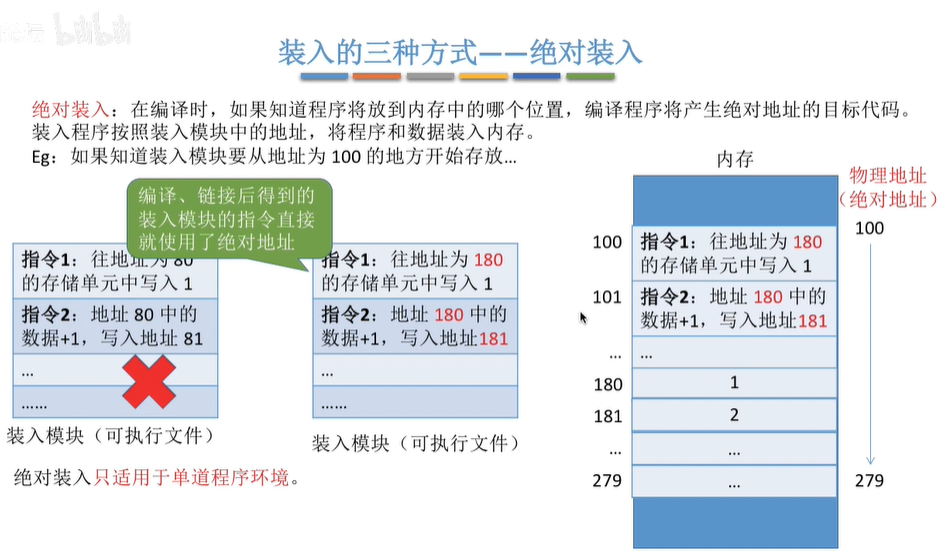 bilibili
装入的三种方式——绝对装入
绝对装入：在编译时，如果知道程序将放到内存中的哪个位置，编译程序将产生绝对地址的目标代码。
装入程序按照装入模块中的地址，将程序和数据装入内存。
Eg：如果知道装入模块要从地址为 100 的地方开始存放...
编译、链接后得到的
装入模块的指令直接
就使用了绝对地址
指令1：往地址为 80
的存储单元中写入 1
指令2：地址 80 中的
数据+1，写入地址 81
...
......
装入模块（可执行文件）
指令1：往地址为 180
的存储单元中写入 1
指令2：地址 180 中的
数据+1，写入地址181
...
......
装入模块（可执行文件）
绝对装入只适用于单道程序环境。
内存
物理地址
（绝对地址）
100
100
指令1：往地址为 180
的存储单元中写入 1
101
指令2：地址 180 中的
数据+1，写入地址181
...
...
180
1
181
2
...
...
279
...
279